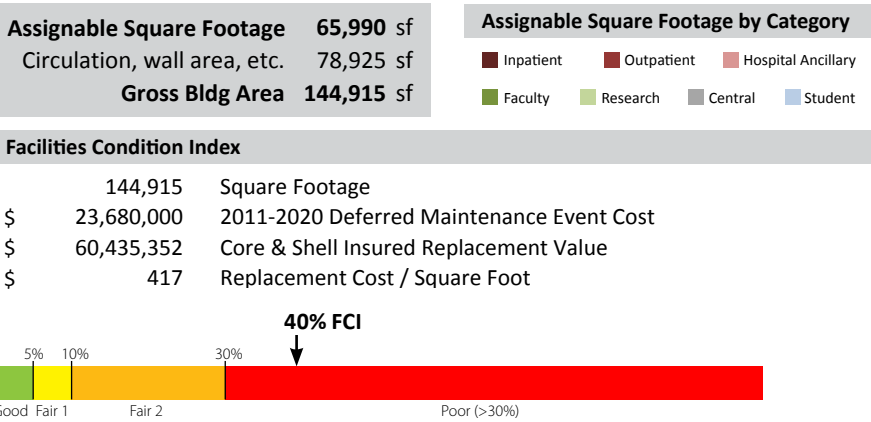 Assignable Square Footage 65,990 sf
Circulation, wall area, etc. 78,925 sf
Gross Bldg Area 144,915 sf
Assignable Square Footage by Category
Inpatient Outpatient Hospital Ancillary
Faculty Research Central Student
Facilities Condition Index
144,915 Square Footage
$ 23,680,000 2011-2020 Deferred Maintenance Event Cost
$ 60,435,352 Core & Shell Insured Replacement Value
$ 417 Replacement Cost / Square Foot
40% FCI
5% 10% 30%
Good Fair 1 Fair 2 Poor (>30%)